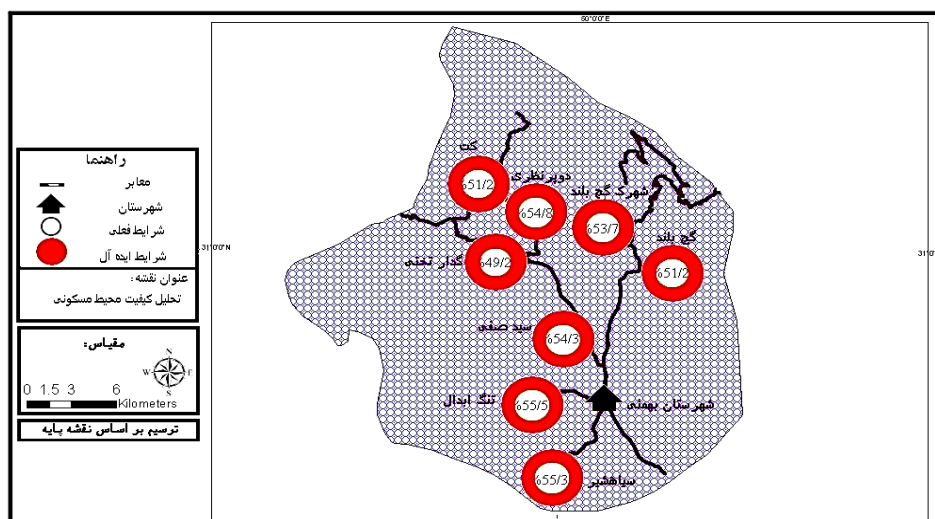 50°0'0"E
راهنما
معابر
شهرستان
شرایط فعلی
شرایط ایده آل
عنوان نقشه:
تحلیل کیفیت محیط مسکونی
مقیاس:
N
W E
S
0 1.5 3 6
Kilometers
ترسیم بر اساس نقشه پایه
31°0'0"N
31°0'
کت
%51/2
دوپرنظری
%54/8
شهرک گچ بلند
%53/7
گچ بلند
%51/2
گدار تختی
%49/2
سید صفی
%54/3
تنگ ابدال
%55/5
شهرستان بهمئی
سیاهشیر
%55/3